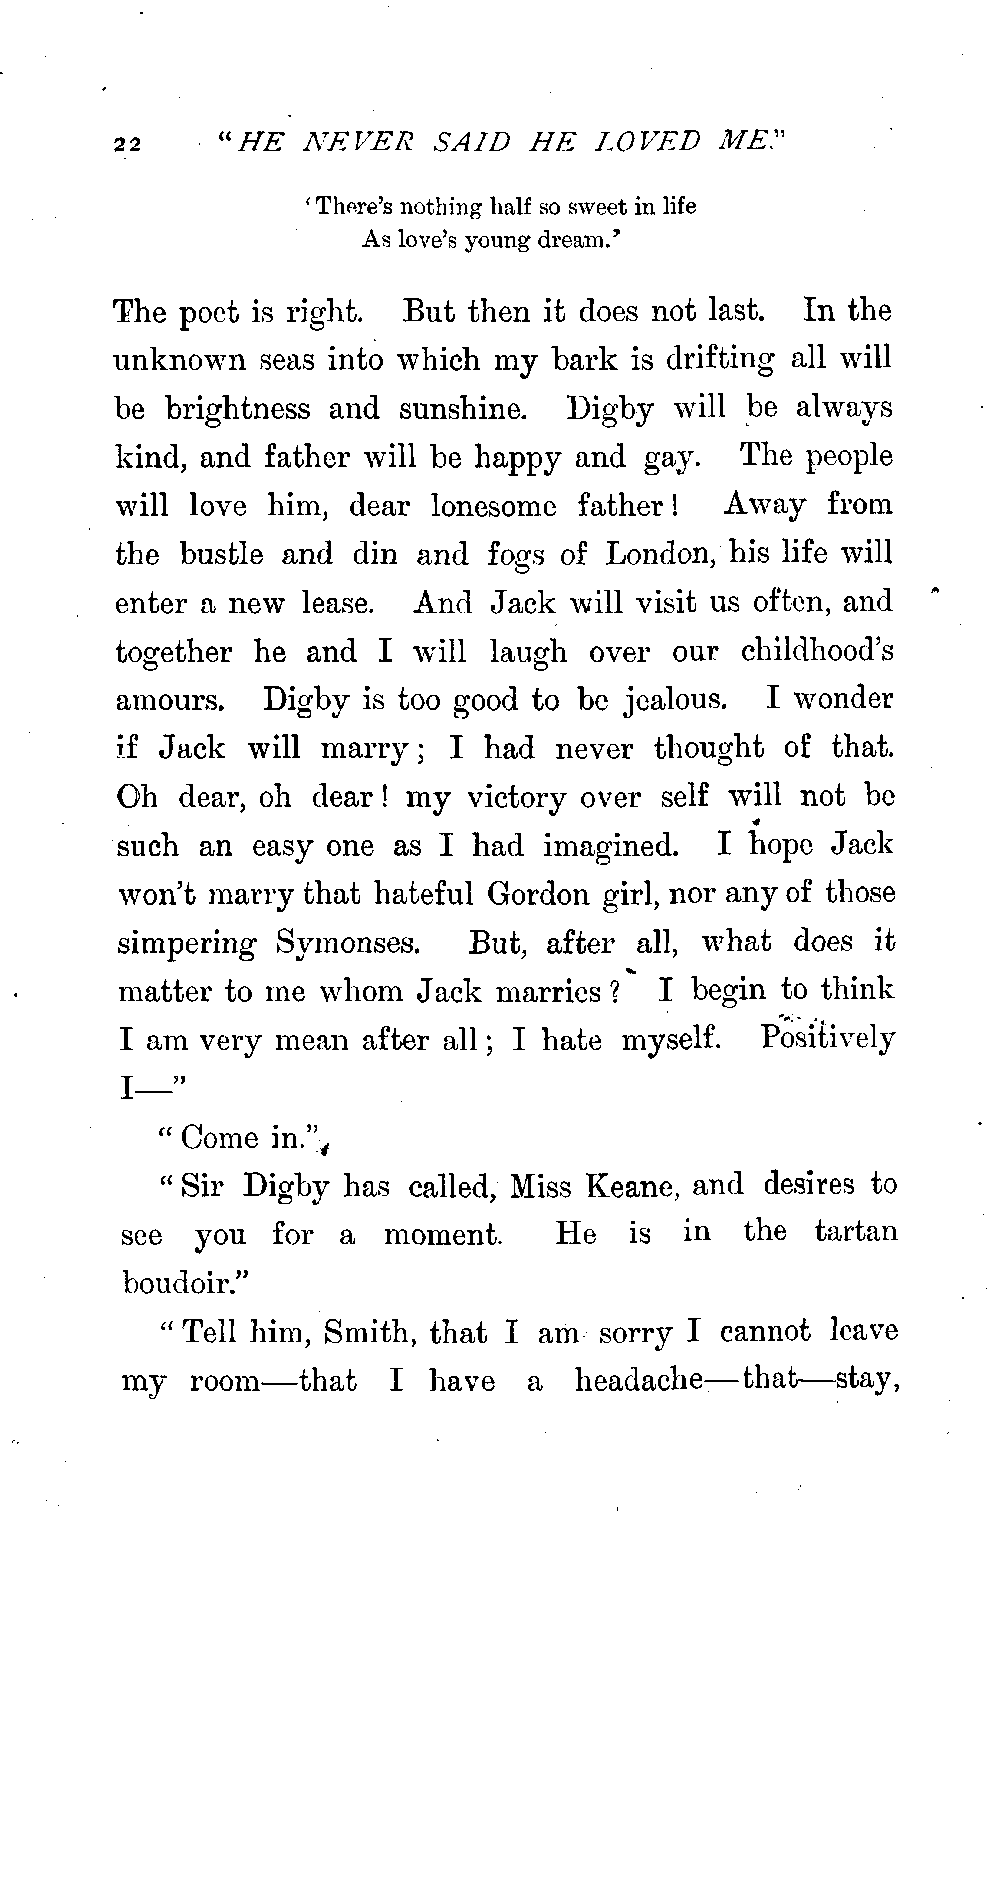 22 "HE NEVER SAID HE LOVED ME."
'There's nothing half so sweet in life
As love's young dream.'
The poet is right. But then it does not last. In the
unknown seas into which my bark is drifting all will
be brightness and sunshine. Digby will be always
kind, and father will be happy and gay. The people
will love him, dear lonesome father! Away from
the bustle and din and fogs of London, his life will
enter a new lease. And Jack will visit us often, and
together he and I will laugh over our childhood's
amours. Digby is too good to be jealous. I wonder
if Jack will marry; I had never thought of that.
Oh dear, oh dear! my victory over self will not be
such an easy one as I had imagined. I hope Jack
won't marry that hateful Gordon girl, nor any of those
simpering Symonses. But, after all, what does it
matter to me whom Jack marries? I begin to think
I am very mean after all; I hate myself. Positively
I—"
"Come in."
"Sir Digby has called, Miss Keane, and desires to
see you for a moment. He is in the tartan
boudoir."
"Tell him, Smith, that I am sorry I cannot leave
my room—that I have a headache—that—stay,